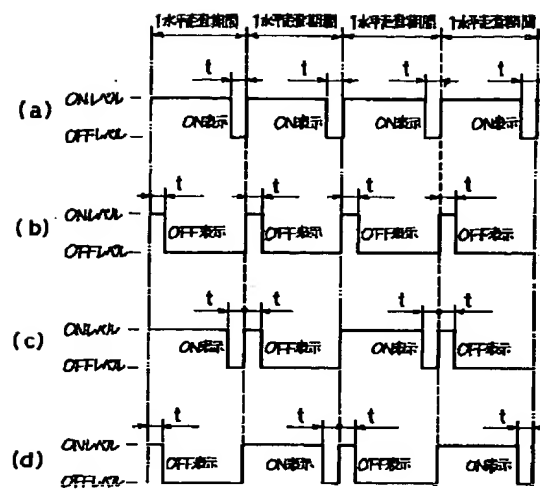 1水平走査期間 1水平走査期間 1水平走査期間 1水平走査期間
t t t t
(a) ONレベル
ON表示 ON表示 ON表示 ON表示
OFFレベル
t t t t
(b) ONレベル
OFF表示 OFF表示 OFF表示 OFF表示
OFFレベル
t t t t
(c) ONレベル
ON表示 OFF表示 ON表示 OFF表示
OFFレベル
t t t t
(d) ONレベル
OFF表示 ON表示 OFF表示 ON表示
OFFレベル